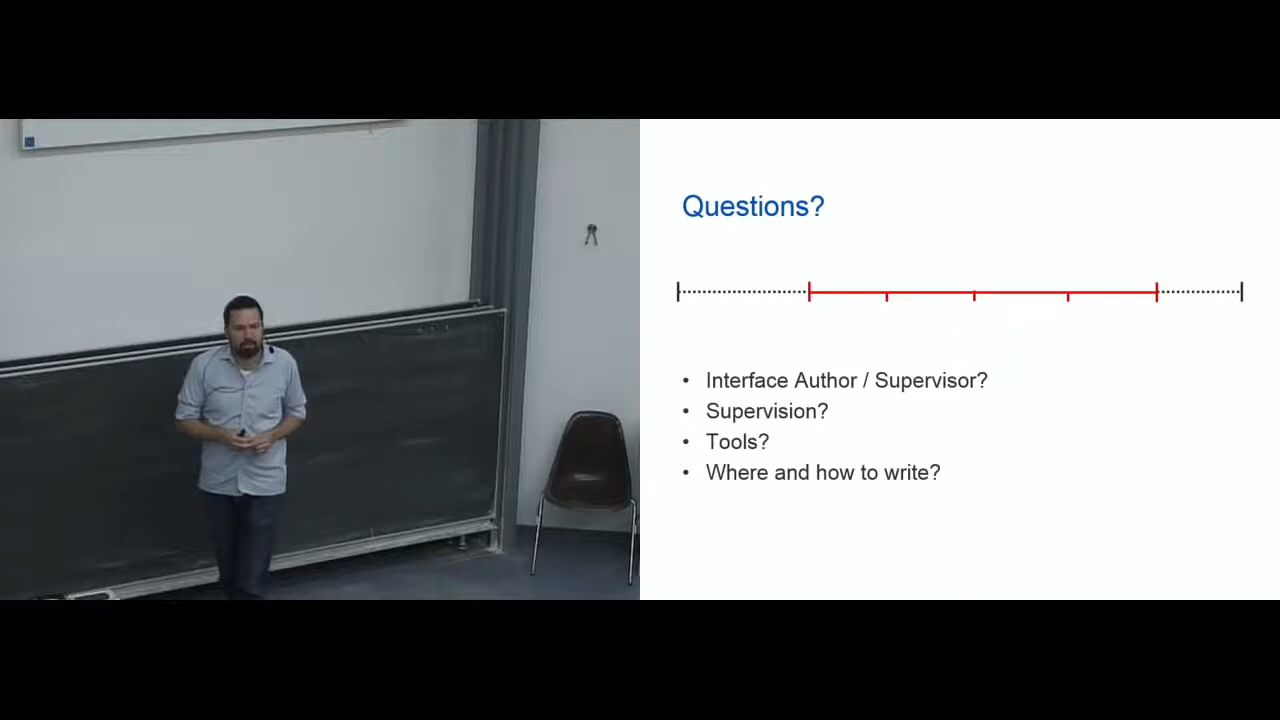 Questions?
• Interface Author / Supervisor?
• Supervision?
• Tools?
• Where and how to write?